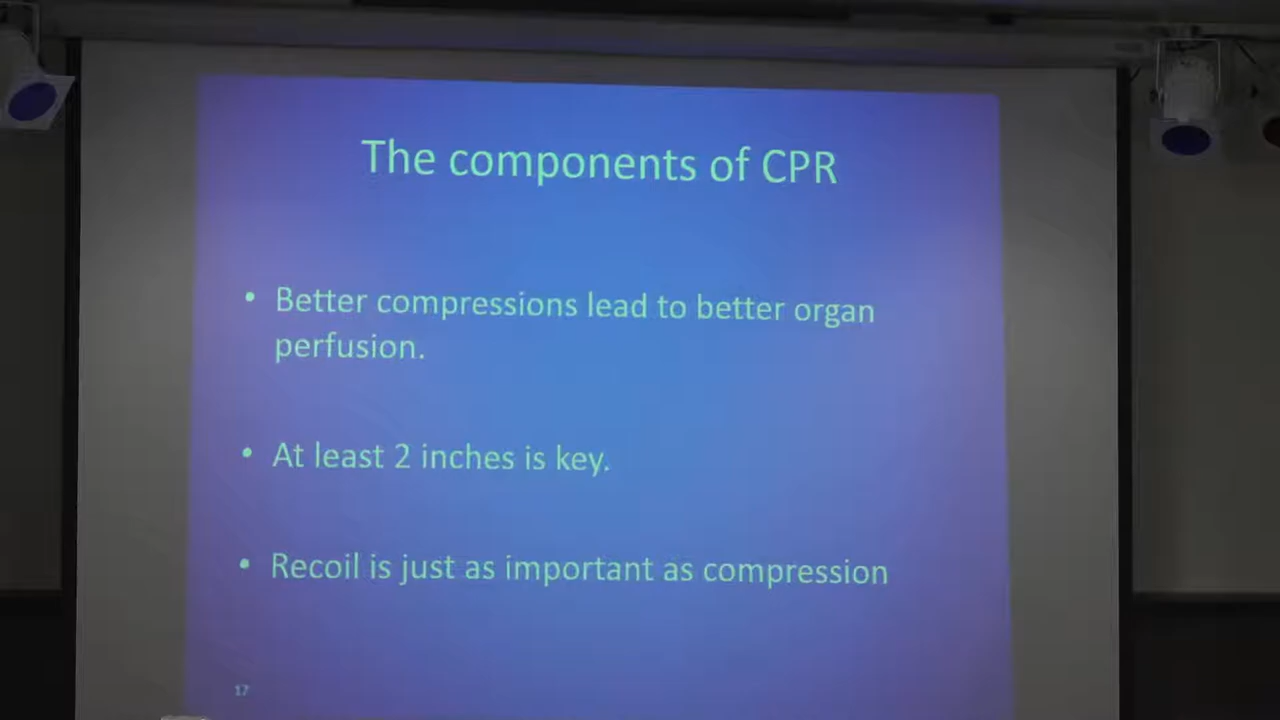 The components of CPR
• Better compressions lead to better organ
perfusion.
• At least 2 inches is key.
• Recoil is just as important as compression
17